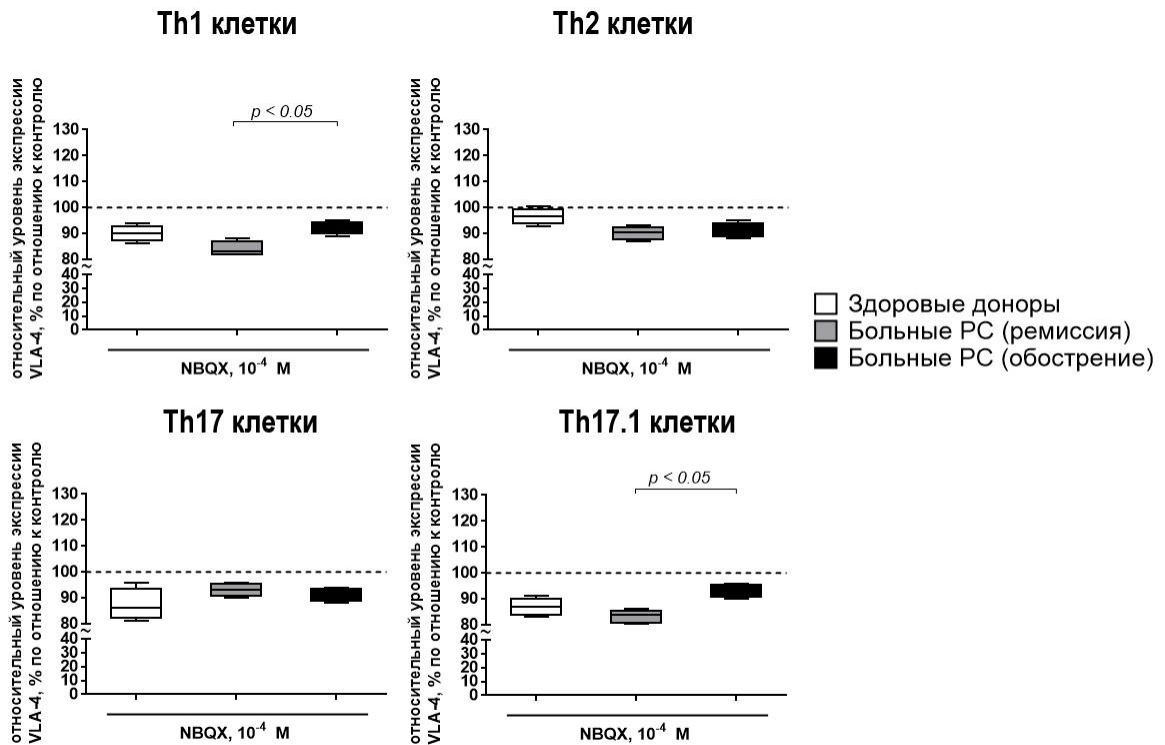 Th1 клетки
относительный уровень экспрессии
VLA-4, % по отношению к контролю
p < 0.05
130
120
110
100
90
80
40
30
20
10
0
NBQX, 10-4 М
Th2 клетки
относительный уровень экспрессии
VLA-4, % по отношению к контролю
130
120
110
100
90
80
40
30
20
10
0
NBQX, 10-4 М
Здоровые доноры
Больные РС (ремиссия)
Больные РС (обострение)
Th17 клетки
относительный уровень экспрессии
VLA-4, % по отношению к контролю
130
120
110
100
90
80
40
30
20
10
0
NBQX, 10-4 М
Th17.1 клетки
относительный уровень экспрессии
VLA-4, % по отношению к контролю
p < 0.05
130
120
110
100
90
80
40
30
20
10
0
NBQX, 10-4 М